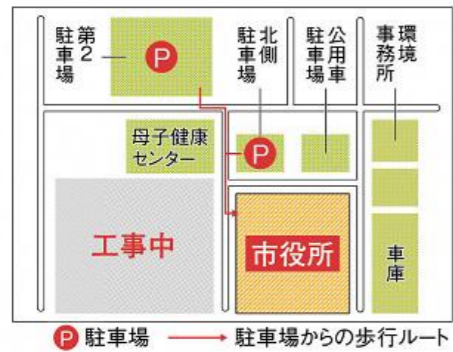 第2
駐車場
P
北側
駐車場
公用車
駐車場
環境
事務所
母子健康
センター
P
工事中
市役所
車庫
P 駐車場
駐車場からの歩行ルート